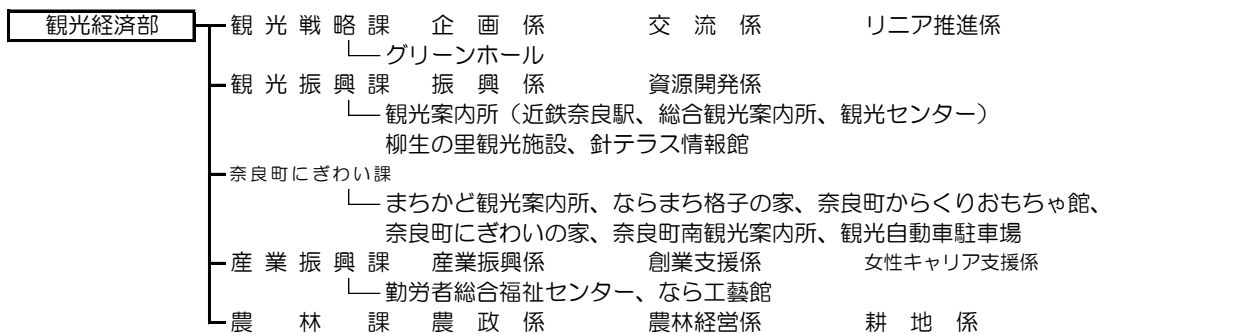 観光経済部 観光戦略課 企画係 交流係 リニア推進係
グリーンホール
観光振興課 振興係 資源開発係
観光案内所（近鉄奈良駅、総合観光案内所、観光センター）
柳生の里観光施設、針テラス情報館
奈良町にぎわい課
まちかど観光案内所、ならまち格子の家、奈良町からくりおもちゃ館、
奈良町にぎわいの家、奈良町南観光案内所、観光自動車駐車場
産業振興課 産業振興係 創業支援係 女性キャリア支援係
勤労者総合福祉センター、なら工藝館
農林課 農政係 農林経営係 耕地係